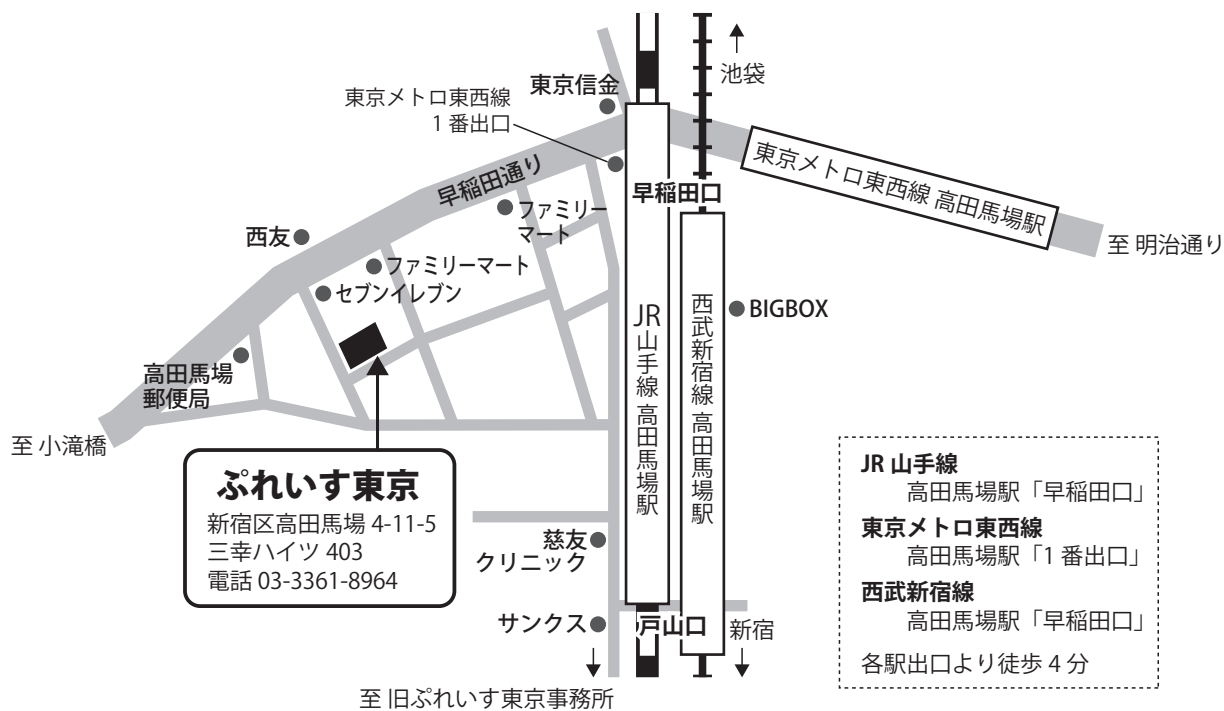 池袋
東京信金
東京メトロ東西線
1 番出口
早稲田通り
早稲田口
東京メトロ東西線 高田馬場駅
至 明治通り
ファミリー
マート
西友
ファミリーマート
セブンイレブン
JR山手線 高田馬場駅
西武新宿線 高田馬場駅
BIGBOX
高田馬場
郵便局
至 小滝橋
ぷれいす東京
新宿区高田馬場 4-11-5
三幸ハイツ 403
電話 03-3361-8964
慈友
クリニック
サンクス
戸山口
新宿
至 旧ぷれいす東京事務所
JR 山手線
高田馬場駅「早稲田口」
東京メトロ東西線
高田馬場駅「1 番出口」
西武新宿線
高田馬場駅「早稲田口」
各駅出口より徒歩 4 分